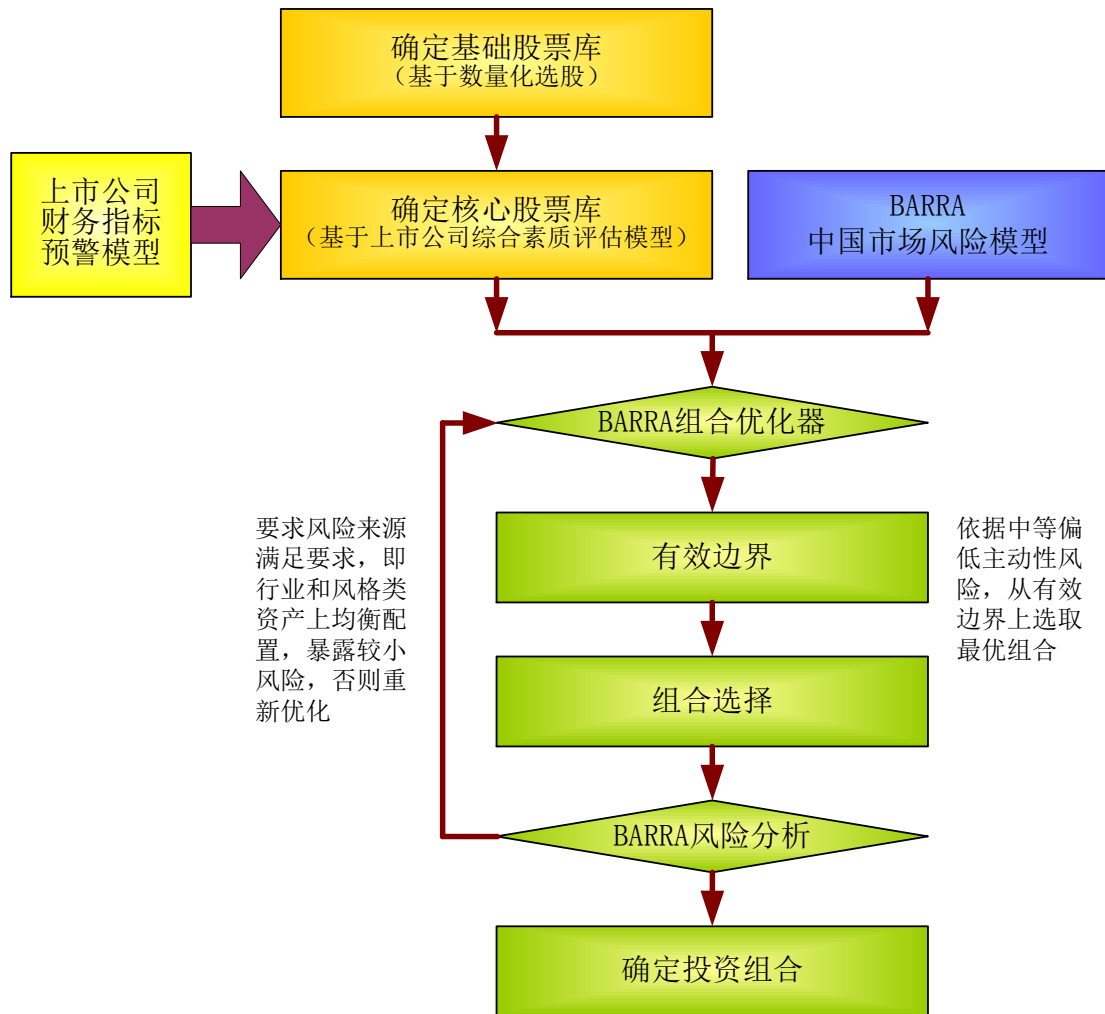 确定基础股票库
（基于数量化选股）
上市公司
财务指标
预警模型
确定核心股票库
（基于上市公司综合素质评估模型）
BARRA
中国市场风险模型
BARRA组合优化器
要求风险来源
满足要求，即
行业和风格类
资产上均衡配
置，暴露较小
风险，否则重
新优化
有效边界
依据中等偏
低主动性风
险，从有效
边界上选取
最优组合
组合选择
BARRA风险分析
确定投资组合